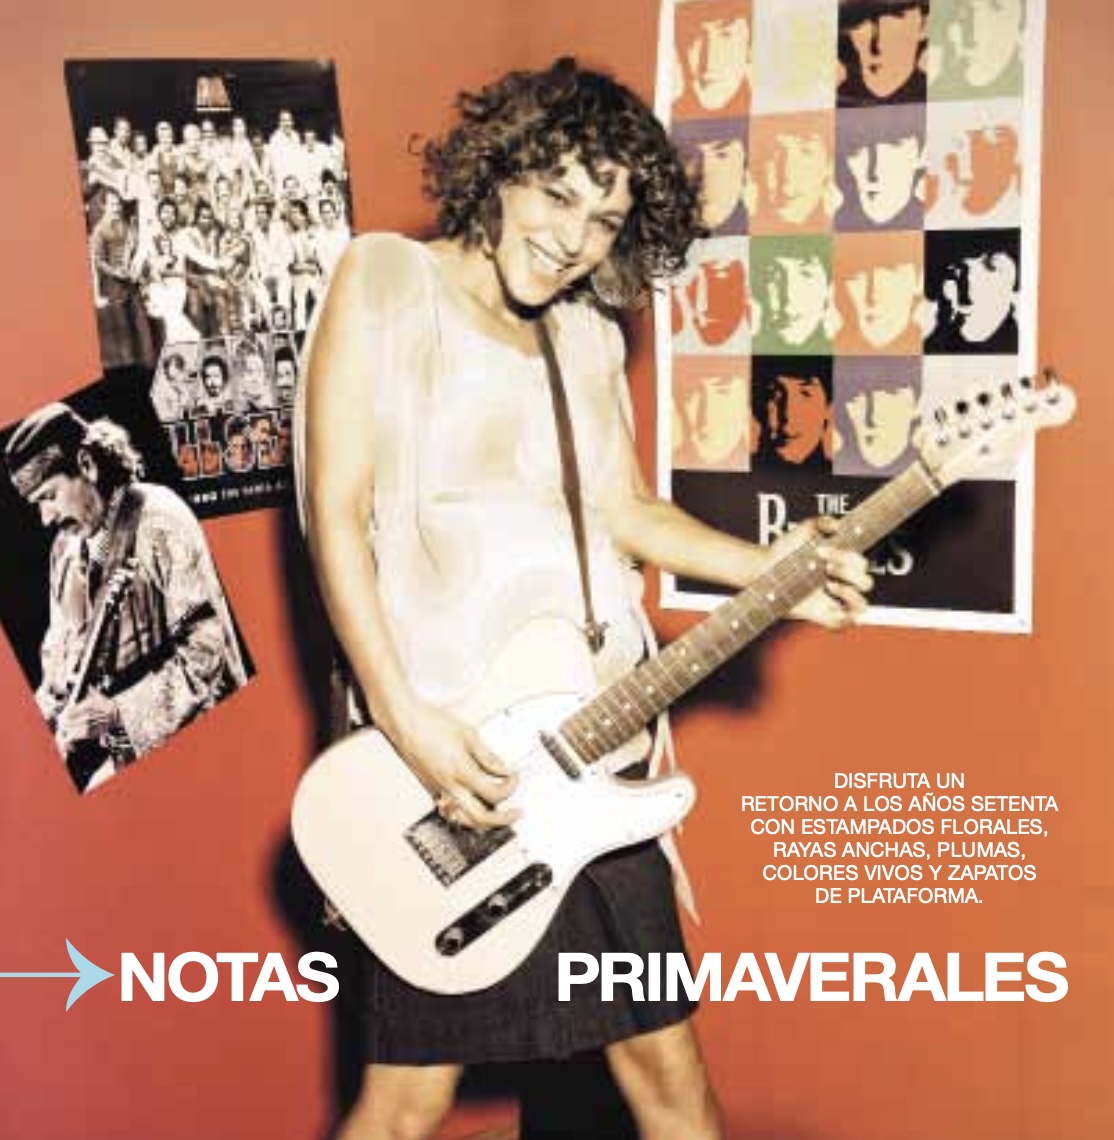 DISFRUTA UN
RETORNO A LOS AÑOS SETENTA
CON ESTAMPADOS FLORALES,
RAYAS ANCHAS, PLUMAS,
COLORES VIVOS Y ZAPATOS
DE PLATAFORMA.
NOTAS PRIMAVERALES
THE